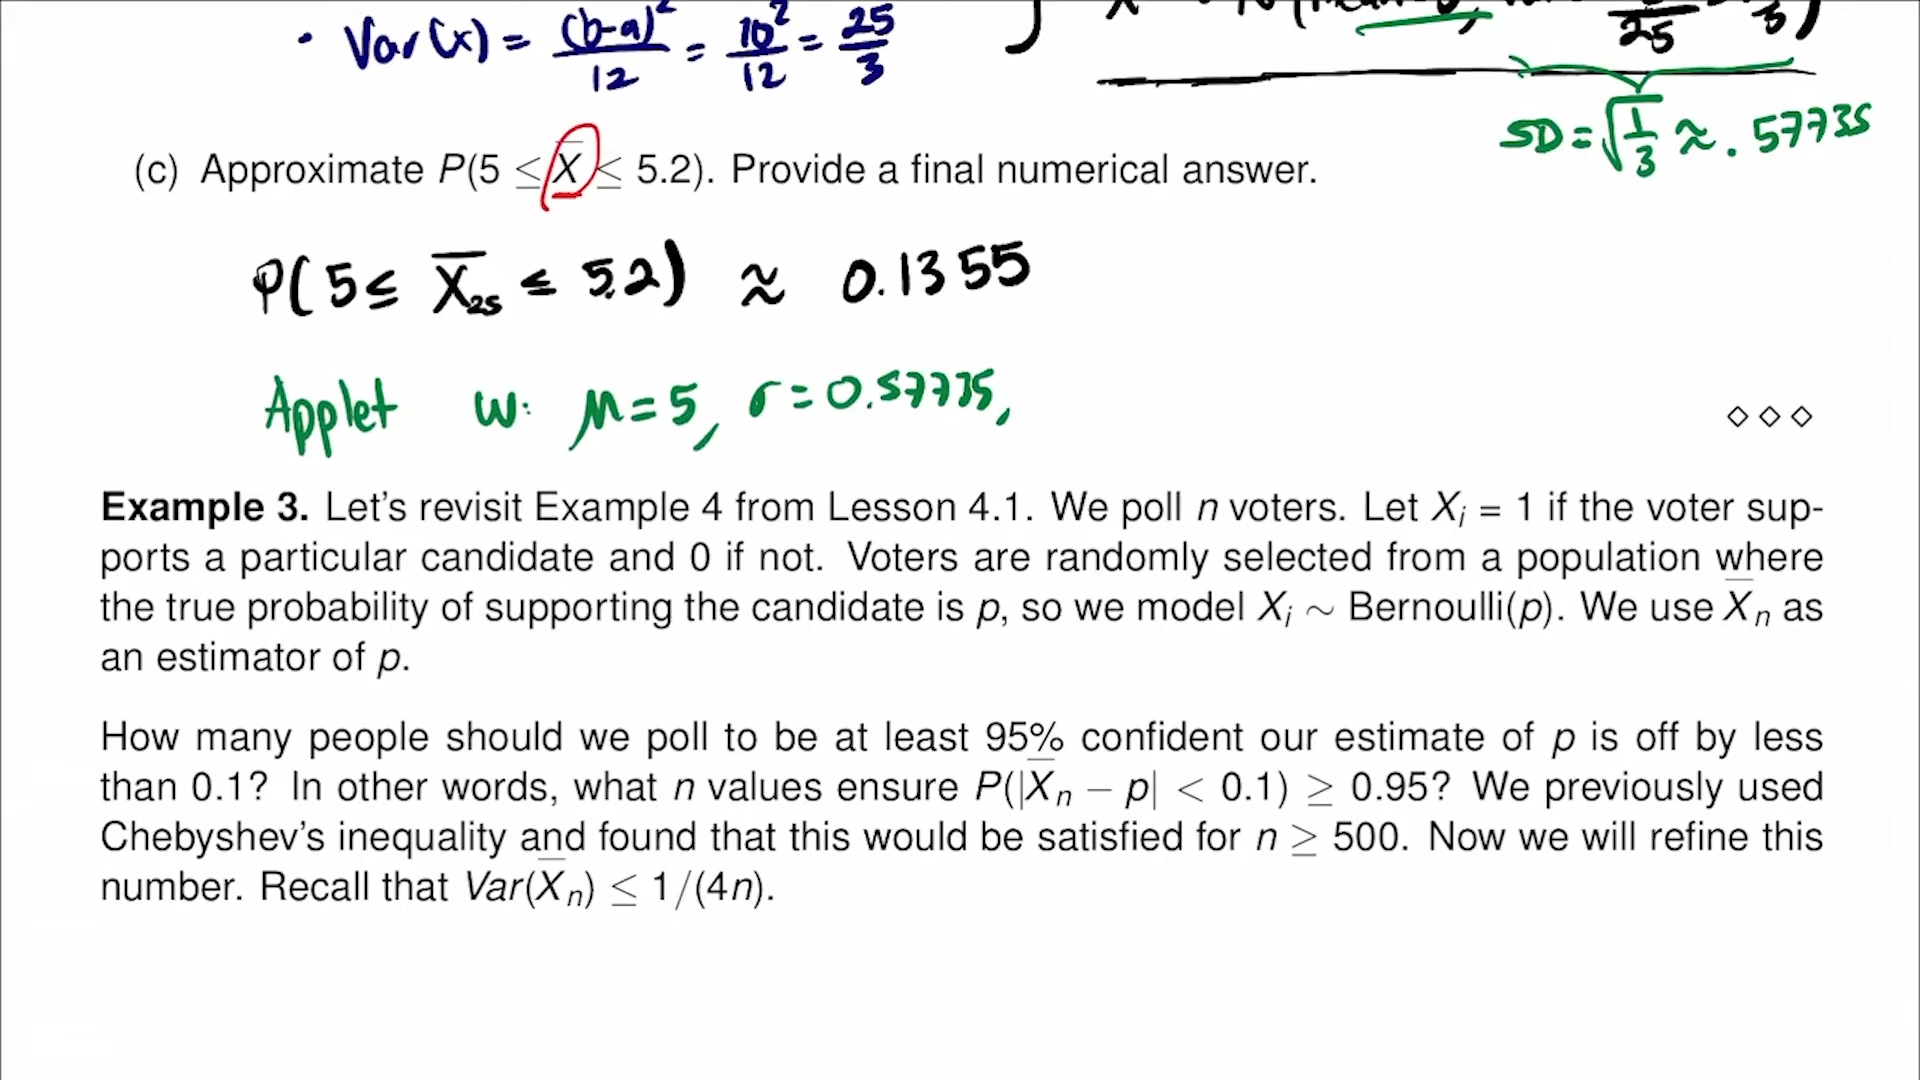 • Var(x) = (b-a)²/12 = 10²/12 = 25/3
25
SD = √1/3 ≈ .57735
(c) Approximate P(5 ≤ X̄ ≤ 5.2). Provide a final numerical answer.
P(5 ≤ X̄₂₅ ≤ 5.2) ≈ 0.1355
Applet w: μ=5, σ=0.57735,
◇ ◇ ◇
Example 3. Let's revisit Example 4 from Lesson 4.1. We poll n voters. Let Xᵢ = 1 if the voter sup-
ports a particular candidate and 0 if not. Voters are randomly selected from a population where
the true probability of supporting the candidate is p, so we model Xᵢ ∼ Bernoulli(p). We use X̄ₙ as
an estimator of p.
How many people should we poll to be at least 95% confident our estimate of p is off by less
than 0.1? In other words, what n values ensure P(|X̄ₙ − p| < 0.1) ≥ 0.95? We previously used
Chebyshev's inequality and found that this would be satisfied for n ≥ 500. Now we will refine this
number. Recall that Var(X̄ₙ) ≤ 1/(4n).